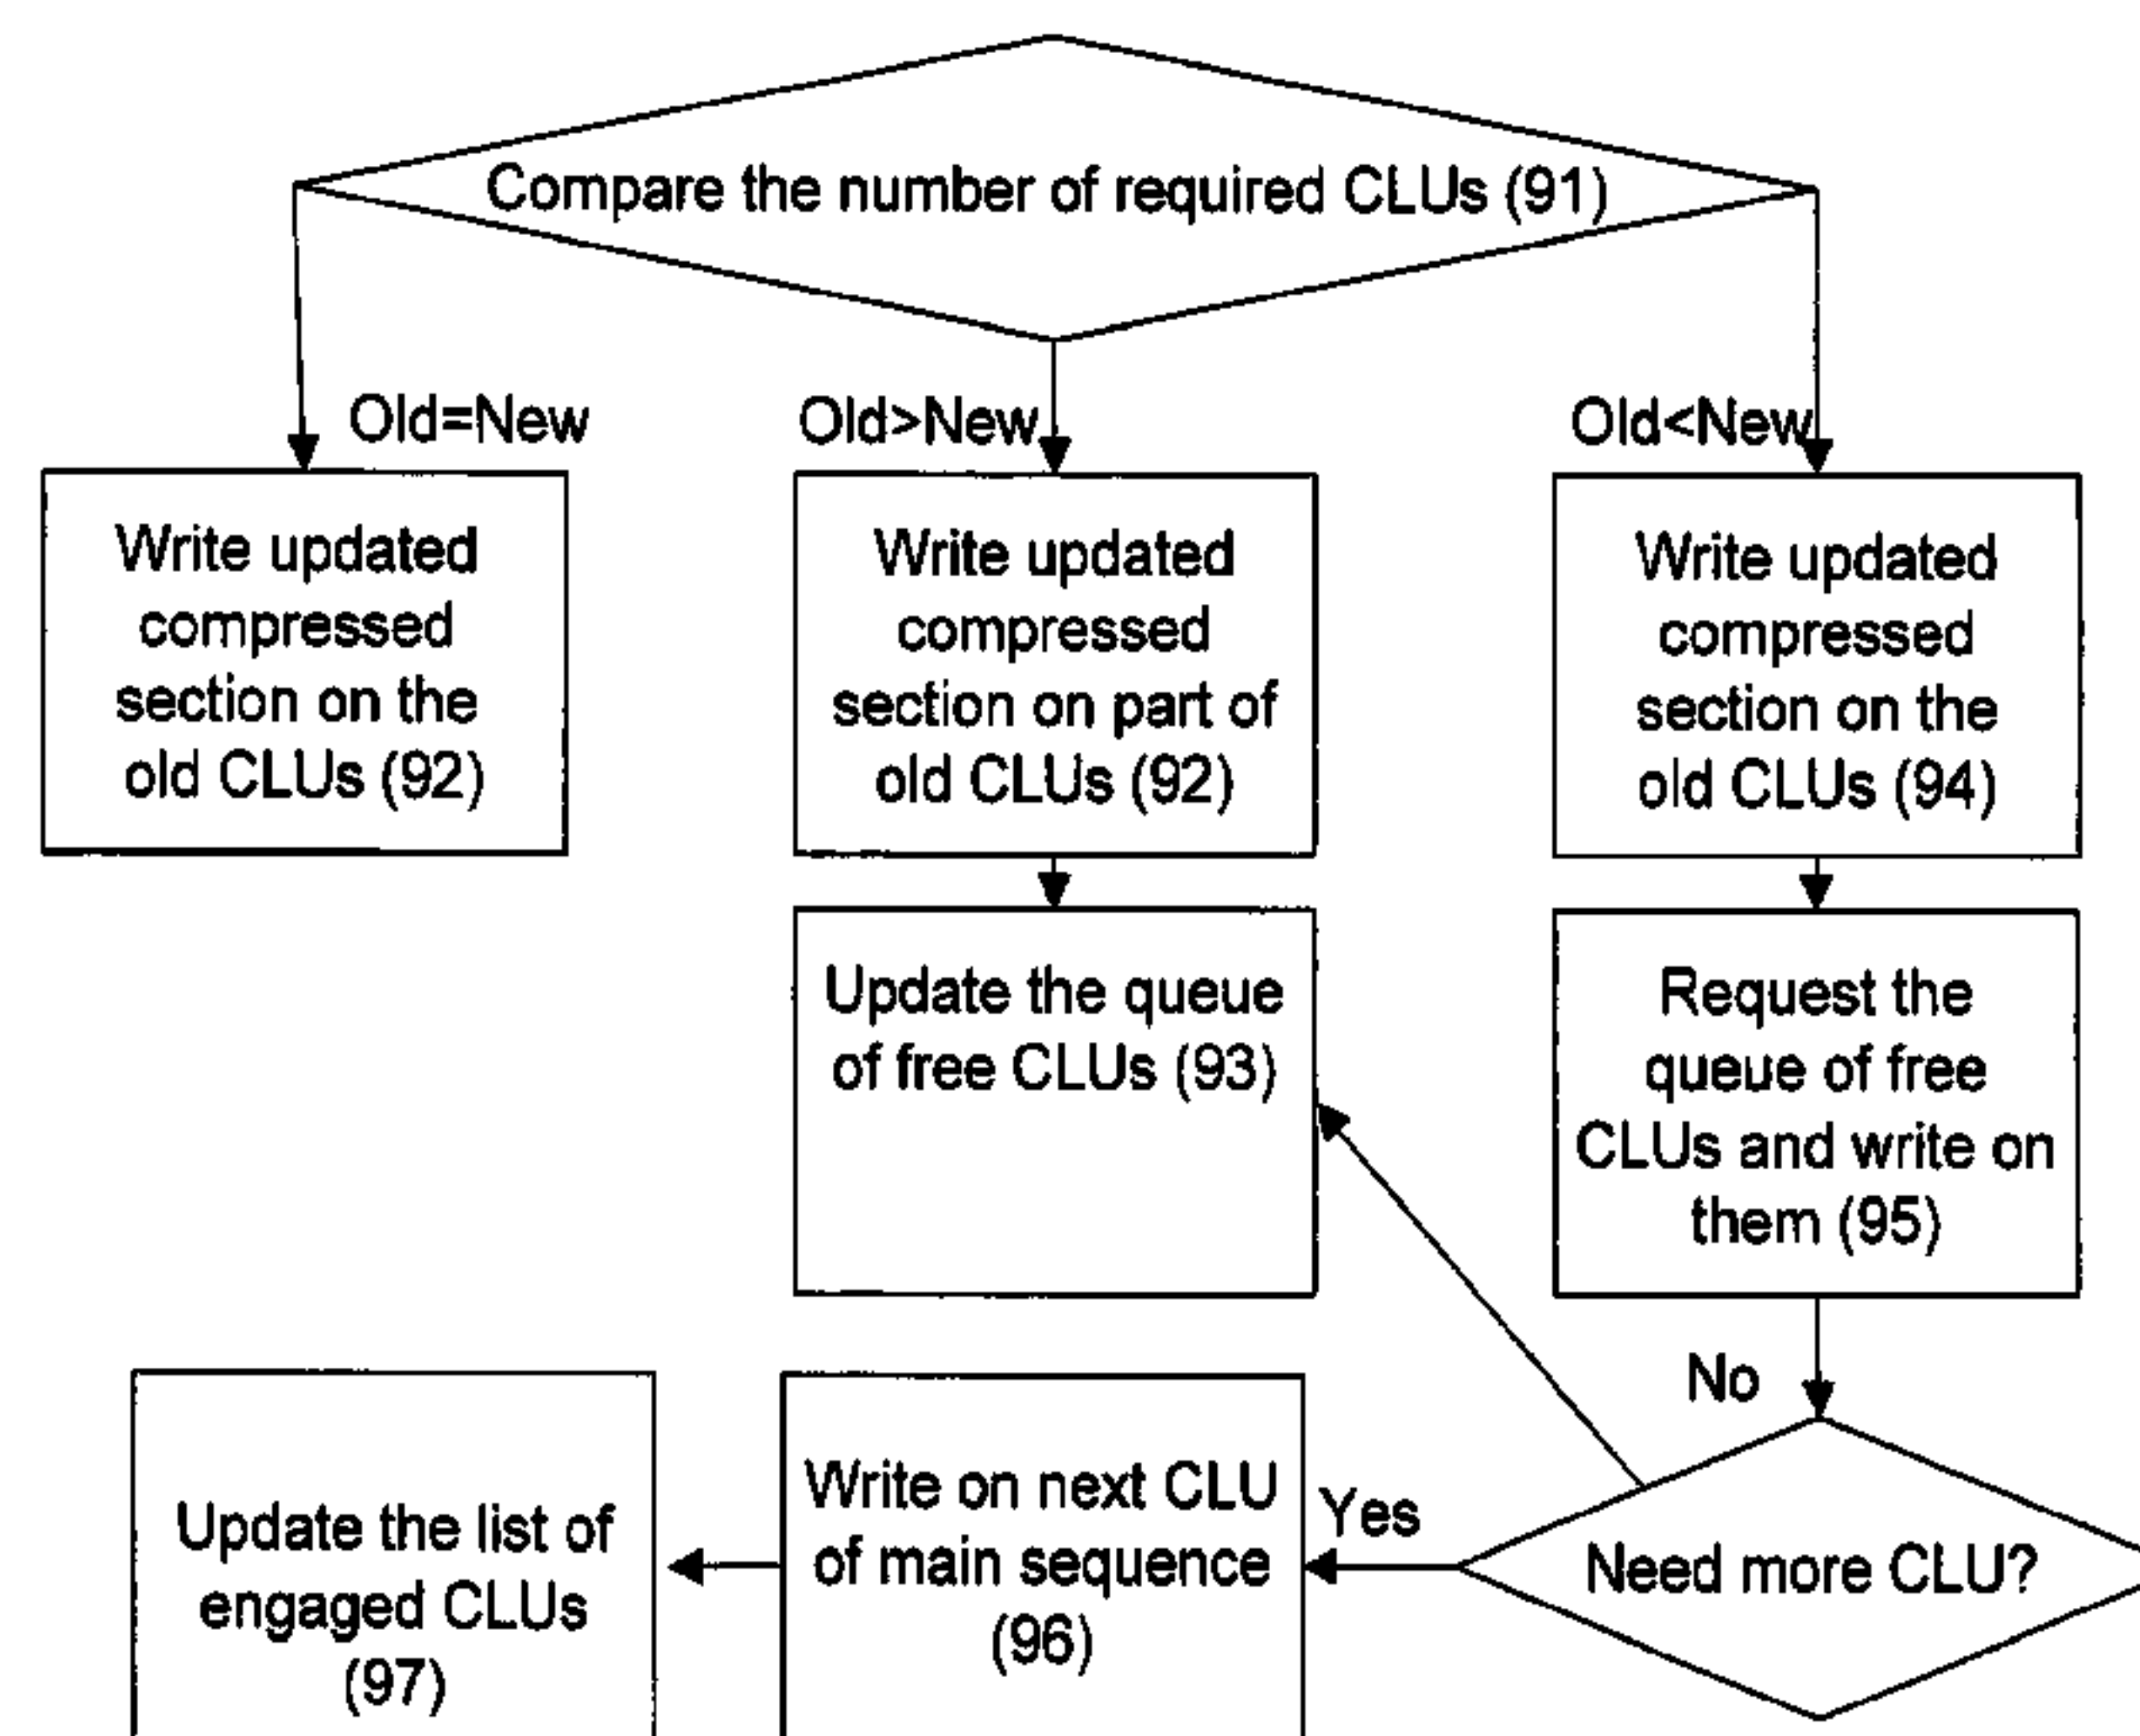 Compare the number of required CLUs (91)
Old=New
Old>New
Old<New
Write updated
compressed
section on the
old CLUs (92)
Write updated
compressed
section on part of
old CLUs (92)
Write updated
compressed
section on the
old CLUs (94)
Update the queue
of free CLUs (93)
Request the
queue of free
CLUs and write on
them (95)
No
Need more CLU?
Yes
Write on next CLU
of main sequence
(96)
Update the list of
engaged CLUs
(97)